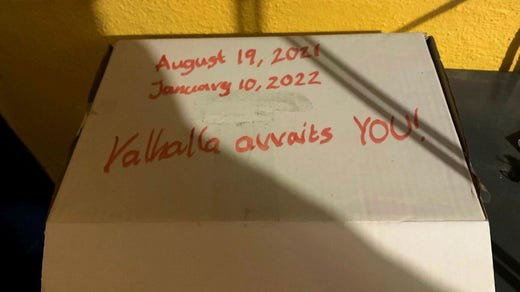 August 19, 2021
January 10, 2022
Valhalla awaits YOU!